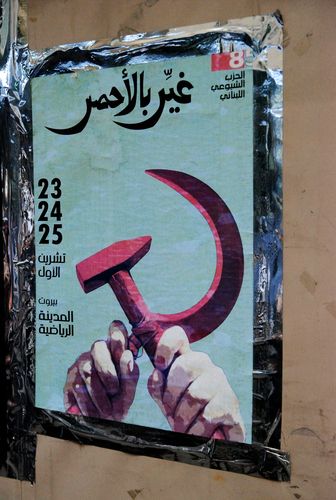 غيِّر بالأحمر
الحزب
الشيوعي
اللبناني
23
24
25
تشرين
الأول
بيروت
المدينة
الرياضية